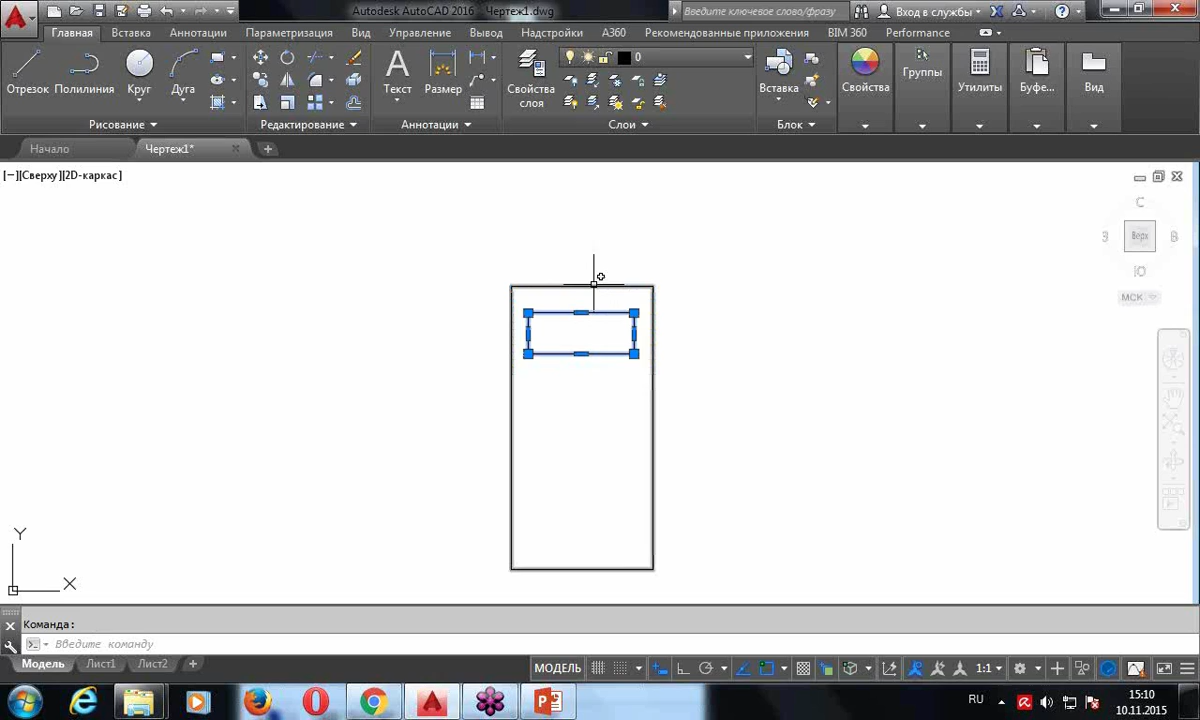 Autodesk AutoCAD 2016 Чертеж1.dwg
Введите ключевое слово/фразу
Вход в службы
Главная Вставка Аннотации Параметризация Вид Управление Вывод Надстройки A360 Рекомендованные приложения BIM 360 Performance
0
Отрезок Полилиния Круг Дуга
Текст Размер
Свойства слоя
Вставка
Свойства
Группы
Утилиты
Буфе...
Вид
Рисование Редактирование Аннотации Слои Блок
Начало Чертеж1*
[−][Сверху][2D-каркас]
С
З Верх В
Ю
МСК
Y
X
Команда:
Введите команду
Модель Лист1 Лист2
МОДЕЛЬ 1:1
RU
15:10
10.11.2015